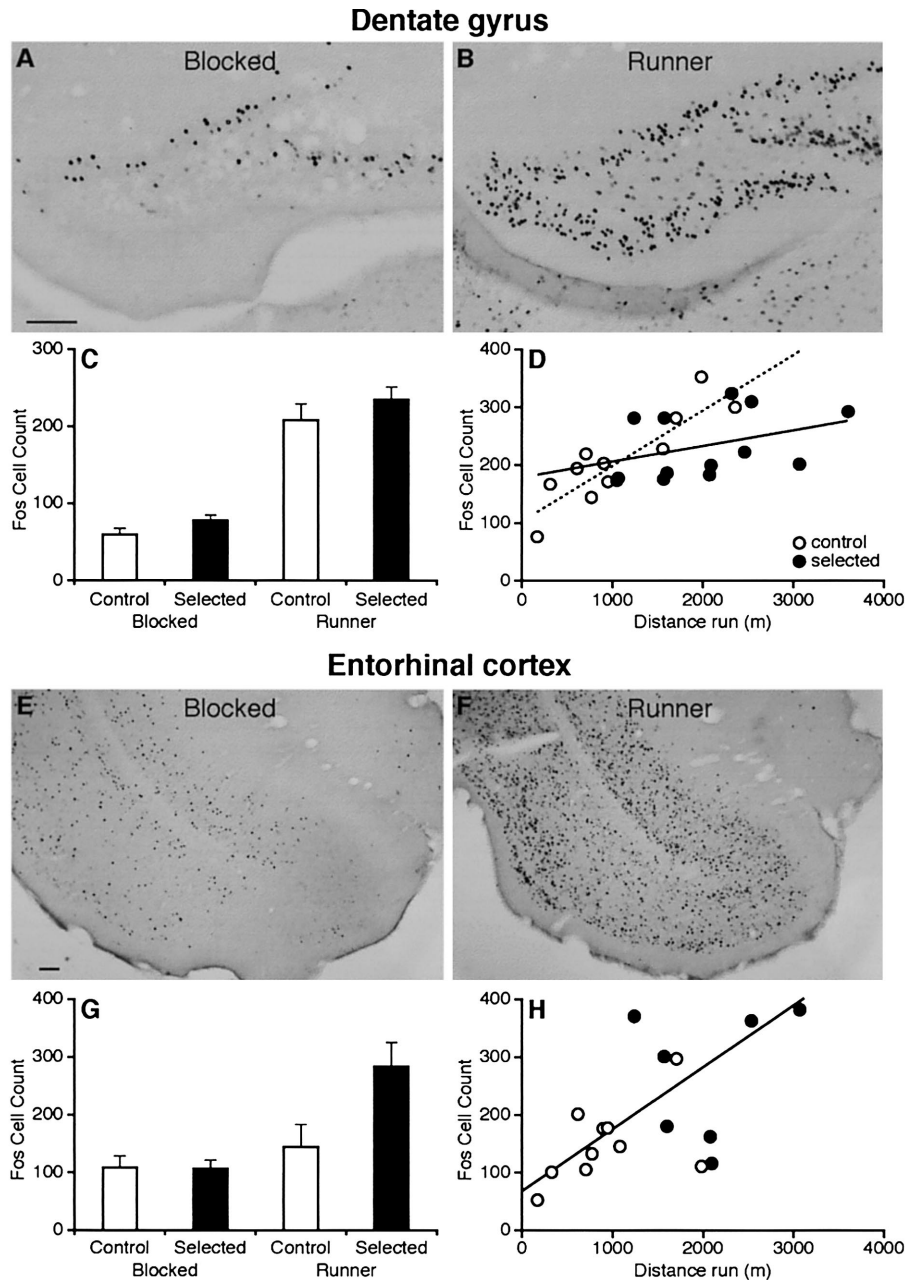 Dentate gyrus
A Blocked
B Runner
C
Fos Cell Count
300
200
100
0
Control Selected Control Selected
Blocked Runner
D
Fos Cell Count
400
300
200
100
0
control
selected
0 1000 2000 3000 4000
Distance run (m)
Entorhinal cortex
E Blocked
F Runner
G
Fos Cell Count
400
300
200
100
0
Control Selected Control Selected
Blocked Runner
H
Fos Cell Count
400
300
200
100
0
0 1000 2000 3000 4000
Distance run (m)